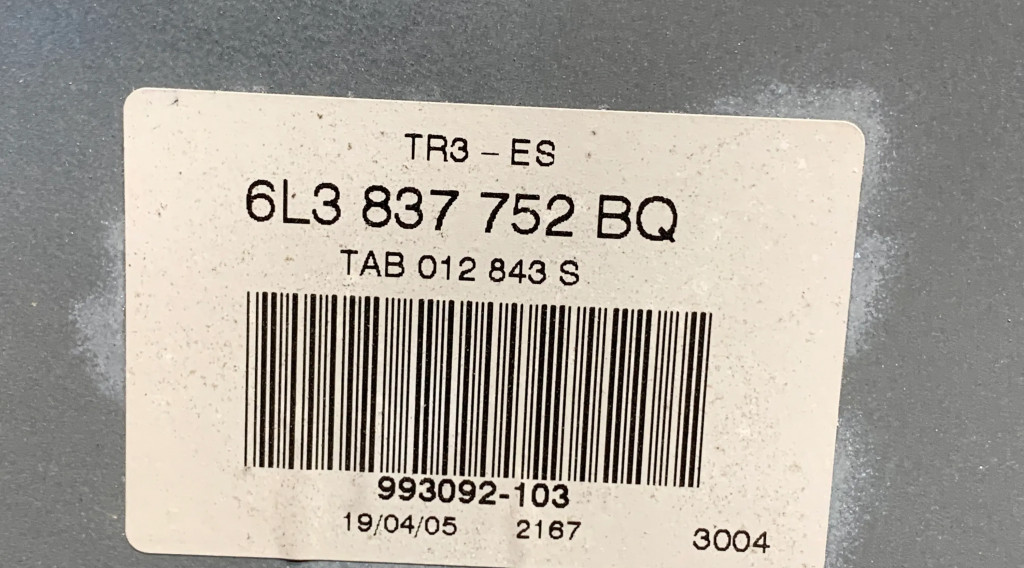 TR3 - ES
6L3 837 752 BQ
TAB 012 843 S
993092-103
19/04/05 2167 3004